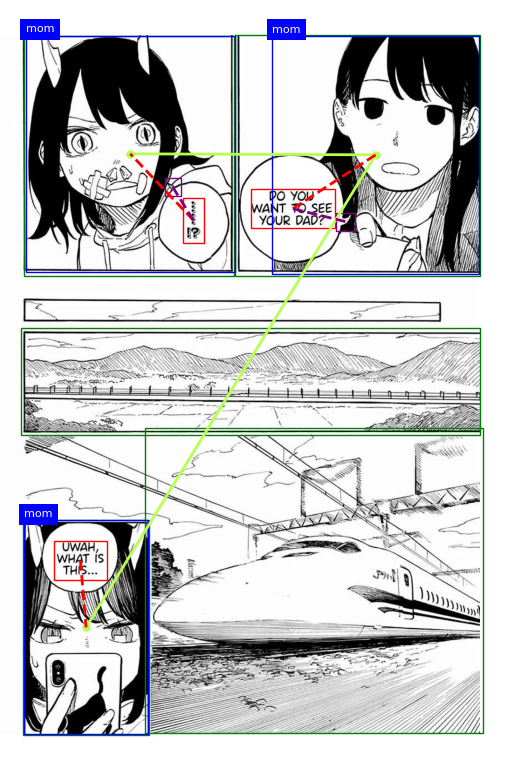 mom
mom
DO YOU
WANT TO SEE
YOUR DAD?
......
!?
mom
UWAH,
WHAT IS
THIS...